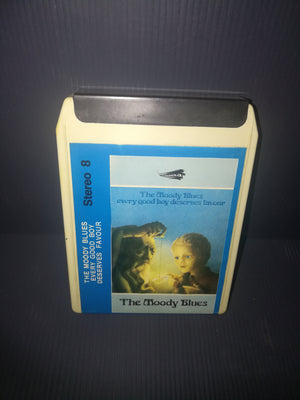 Stereo 8
THE MOODY BLUES
EVERY GOOD BOY
DESERVES FAVOUR
The Moody Blues
every good boy deserves favour
The Moody Blues